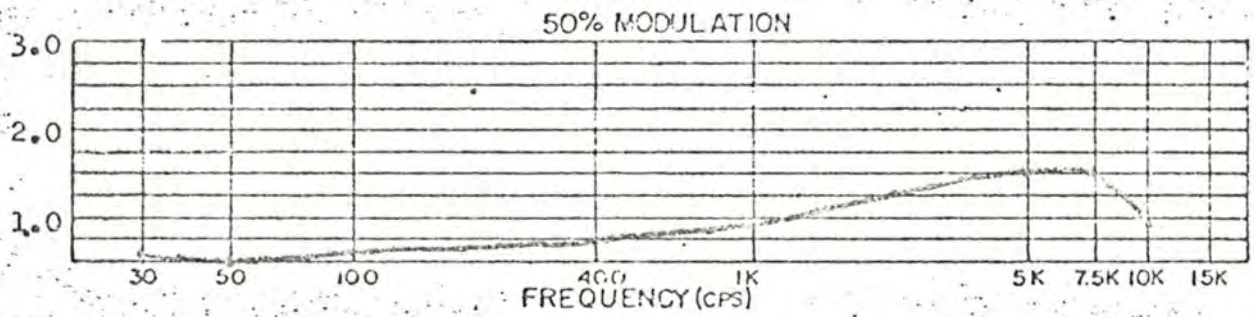 50% MODULATION
3.0
2.0
1.0
30 50 100 400 1K 5K 7.5K 10K 15K
FREQUENCY (CPS)